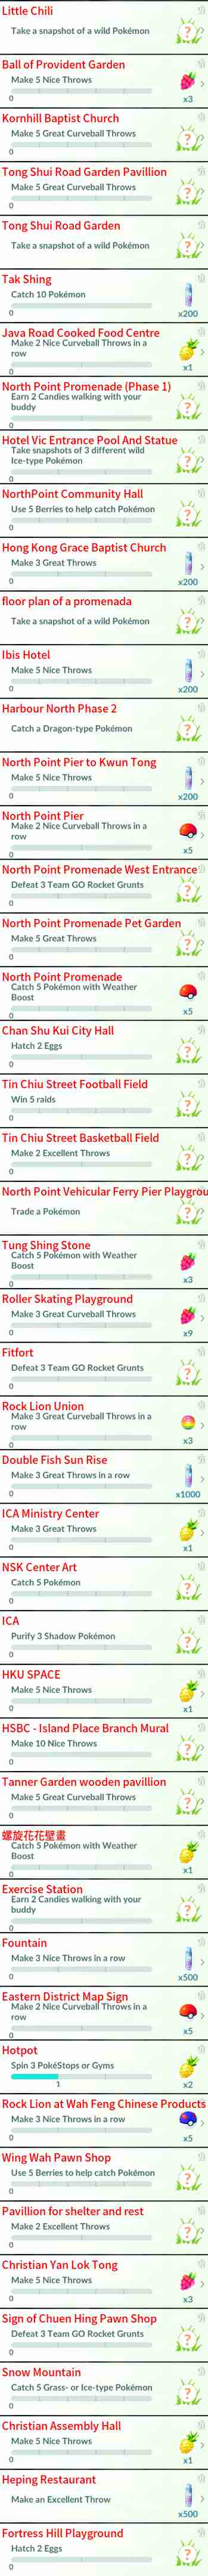 Little Chili
Take a snapshot of a wild Pokémon
?
Ball of Provident Garden
Make 5 Nice Throws
0
x3
Kornhill Baptist Church
Make 5 Great Curveball Throws
?
0
Tong Shui Road Garden Pavillion
Make 5 Great Curveball Throws
?
0
Tong Shui Road Garden
Take a snapshot of a wild Pokémon
?
Tak Shing
Catch 10 Pokémon
0
x200
Java Road Cooked Food Centre
Make 2 Nice Curveball Throws in a
row
0
x1
North Point Promenade (Phase 1)
Earn 2 Candies walking with your
buddy
?
0
Hotel Vic Entrance Pool And Statue
Take snapshots of 3 different wild
Ice-type Pokémon
?
0
NorthPoint Community Hall
Use 5 Berries to help catch Pokémon
?
0
Hong Kong Grace Baptist Church
Make 3 Great Throws
0
x200
floor plan of a promenada
Take a snapshot of a wild Pokémon
?
Ibis Hotel
Make 5 Nice Throws
0
x200
Harbour North Phase 2
Catch a Dragon-type Pokémon
?
North Point Pier to Kwun Tong
Make 5 Nice Throws
0
x200
North Point Pier
Make 2 Nice Curveball Throws in a
row
0
x5
North Point Promenade West Entrance
Defeat 3 Team GO Rocket Grunts
?
0
North Point Promenade Pet Garden
Make 5 Great Throws
?
0
North Point Promenade
Catch 5 Pokémon with Weather
Boost
0
x5
Chan Shu Kui City Hall
Hatch 2 Eggs
?
0
Tin Chiu Street Football Field
Win 5 raids
?
0
Tin Chiu Street Basketball Field
Make 2 Excellent Throws
?
0
North Point Vehicular Ferry Pier Playgrou
Trade a Pokémon
?
Tung Shing Stone
Catch 5 Pokémon with Weather
Boost
0
x3
Roller Skating Playground
Make 3 Great Curveball Throws
0
x9
Fitfort
Defeat 3 Team GO Rocket Grunts
?
0
Rock Lion Union
Make 3 Great Curveball Throws in a
row
0
x3
Double Fish Sun Rise
Make 3 Great Throws in a row
0
x1000
ICA Ministry Center
Make 3 Great Throws
0
x1
NSK Center Art
Catch 5 Pokémon
?
0
ICA
Purify 3 Shadow Pokémon
?
0
HKU SPACE
Make 5 Nice Throws
0
x1
HSBC - Island Place Branch Mural
Make 10 Nice Throws
?
0
Tanner Garden wooden pavillion
Make 5 Great Curveball Throws
?
0
螺旋花花壁畫
Catch 5 Pokémon with Weather
Boost
0
x1
Exercise Station
Earn 2 Candies walking with your
buddy
?
0
Fountain
Make 3 Nice Throws in a row
0
x500
Eastern District Map Sign
Make 2 Nice Curveball Throws in a
row
0
x5
Hotpot
Spin 3 PokéStops or Gyms
1
x2
Rock Lion at Wah Feng Chinese Products
Make 3 Nice Throws in a row
0
x5
Wing Wah Pawn Shop
Use 5 Berries to help catch Pokémon
?
0
Pavillion for shelter and rest
Make 2 Excellent Throws
?
0
Christian Yan Lok Tong
Make 5 Nice Throws
0
x3
Sign of Chuen Hing Pawn Shop
Defeat 3 Team GO Rocket Grunts
?
0
Snow Mountain
Catch 5 Grass- or Ice-type Pokémon
?
0
Christian Assembly Hall
Make 5 Nice Throws
0
x1
Heping Restaurant
Make an Excellent Throw
x500
Fortress Hill Playground
Hatch 2 Eggs
?
0